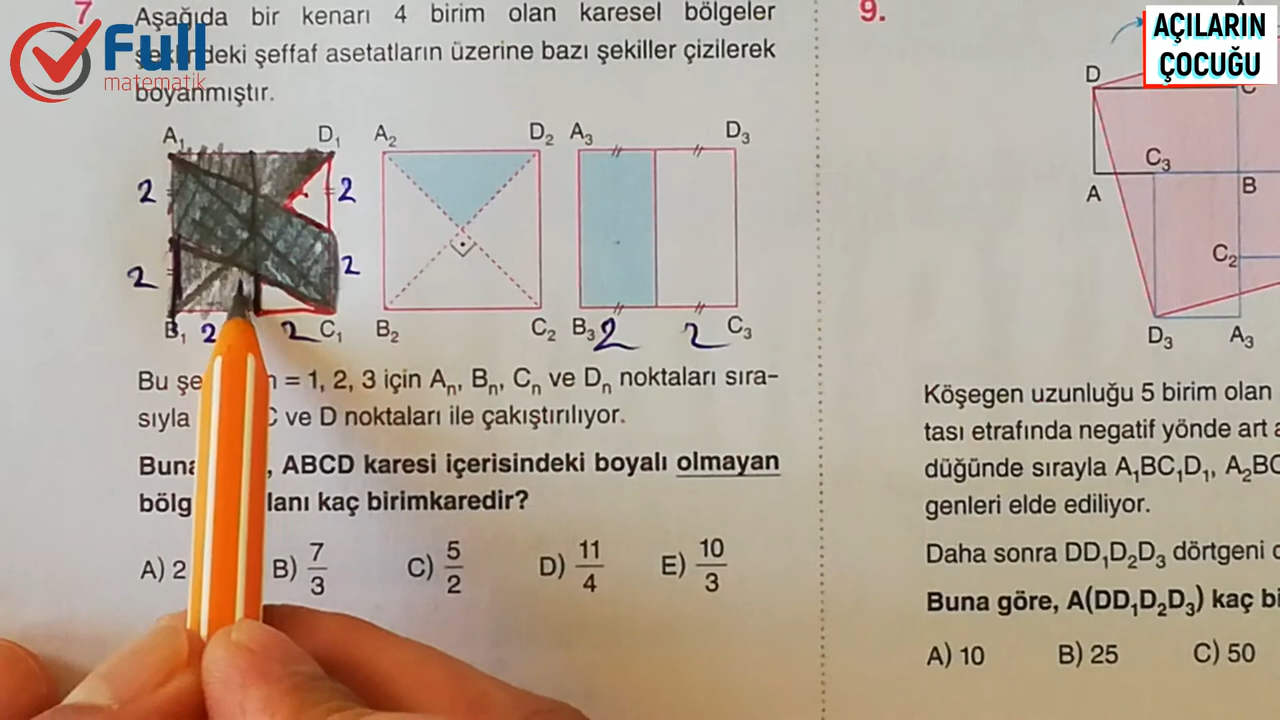 7
Aşağıda bir kenarı 4 birim olan karesel bölgeler
şeffaf asetatların üzerine bazı şekiller çizilerek
boyanmıştır.
Full
matematik
A₁ D₁ A₂ D₂ A₃ D₃
2 2
2 2
B₁ 2 2 C₁ B₂ C₂ B₃ 2 2 C₃
Bu = 1, 2, 3 için Aₙ, Bₙ, Cₙ ve Dₙ noktaları sıra-
sıyla C ve D noktaları ile çakıştırılıyor.
ABCD karesi içerisindeki boyalı olmayan
kaç birimkaredir?
A) 2 B) 7/3 C) 5/2 D) 11/4 E) 10/3
9.
AÇILARIN
ÇOCUĞU
D C
C₃
A B
C₂
D₃ A₃
Köşegen uzunluğu 5 birim olan
tası etrafında negatif yönde art
düğünde sırayla A₁BC₁D₁, A₂BC
genleri elde ediliyor.
Daha sonra DD₁D₂D₃ dörtgeni
Buna göre, A(DD₁D₂D₃) kaç bi
A) 10 B) 25 C) 50